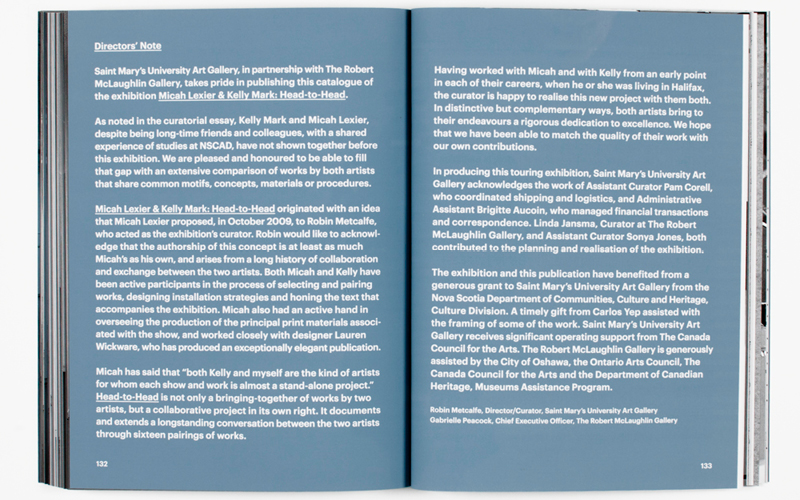 Directors' Note
Saint Mary's University Art Gallery, in partnership with The Robert
McLaughlin Gallery, takes pride in publishing this catalogue of
the exhibition Micah Lexier & Kelly Mark: Head-to-Head.
As noted in the curatorial essay, Kelly Mark and Micah Lexier,
despite being long-time friends and colleagues, with a shared
experience of studies at NSCAD, have not shown together before
this exhibition. We are pleased and honoured to be able to fill
that gap with an extensive comparison of works by both artists
that share common motifs, concepts, materials or procedures.
Micah Lexier & Kelly Mark: Head-to-Head originated with an idea
that Micah Lexier proposed, in October 2009, to Robin Metcalfe,
who acted as the exhibition's curator. Robin would like to acknowl-
edge that the authorship of this concept is at least as much
Micah's as his own, and arises from a long history of collaboration
and exchange between the two artists. Both Micah and Kelly have
been active participants in the process of selecting and pairing
works, designing installation strategies and honing the text that
accompanies the exhibition. Micah also had an active hand in
overseeing the production of the principal print materials associ-
ated with the show, and worked closely with designer Lauren
Wickware, who has produced an exceptionally elegant publication.
Micah has said that "both Kelly and myself are the kind of artists
for whom each show and work is almost a stand-alone project."
Head-to-Head is not only a bringing-together of works by two
artists, but a collaborative project in its own right. It documents
and extends a longstanding conversation between the two artists
through sixteen pairings of works.
132
Having worked with Micah and with Kelly from an early point
in each of their careers, when he or she was living in Halifax,
the curator is happy to realise this new project with them both.
In distinctive but complementary ways, both artists bring to
their endeavours a rigorous dedication to excellence. We hope
that we have been able to match the quality of their work with
our own contributions.
In producing this touring exhibition, Saint Mary's University Art
Gallery acknowledges the work of Assistant Curator Pam Corell,
who coordinated shipping and logistics, and Administrative
Assistant Brigitte Aucoin, who managed financial transactions
and correspondence. Linda Jansma, Curator at The Robert
McLaughlin Gallery, and Assistant Curator Sonya Jones, both
contributed to the planning and realisation of the exhibition.
The exhibition and this publication have benefited from a
generous grant to Saint Mary's University Art Gallery from the
Nova Scotia Department of Communities, Culture and Heritage,
Culture Division. A timely gift from Carlos Yep assisted with
the framing of some of the work. Saint Mary's University Art
Gallery receives significant operating support from The Canada
Council for the Arts. The Robert McLaughlin Gallery is generously
assisted by the City of Oshawa, the Ontario Arts Council, The
Canada Council for the Arts and the Department of Canadian
Heritage, Museums Assistance Program.
Robin Metcalfe, Director/Curator, Saint Mary's University Art Gallery
Gabrielle Peacock, Chief Executive Officer, The Robert McLaughlin Gallery
133